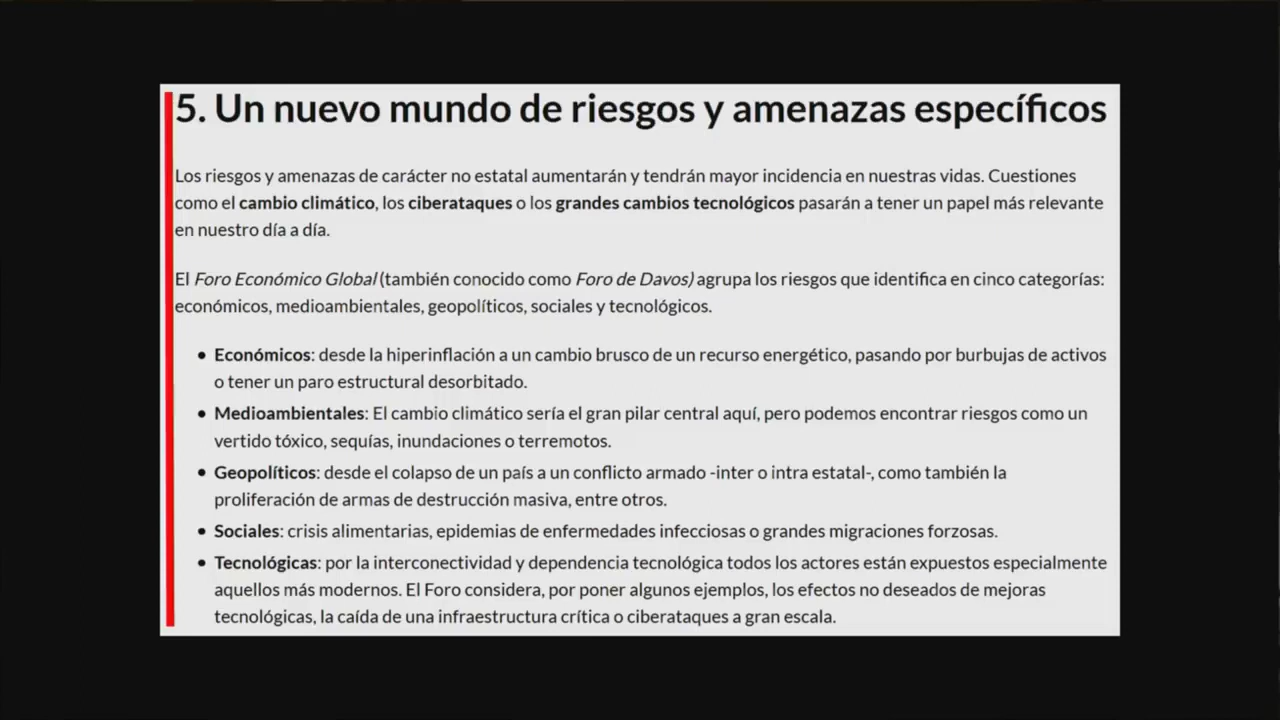 5. Un nuevo mundo de riesgos y amenazas específicos
Los riesgos y amenazas de carácter no estatal aumentarán y tendrán mayor incidencia en nuestras vidas. Cuestiones
como el cambio climático, los ciberataques o los grandes cambios tecnológicos pasarán a tener un papel más relevante
en nuestro día a día.
El Foro Económico Global (también conocido como Foro de Davos) agrupa los riesgos que identifica en cinco categorías:
económicos, medioambientales, geopolíticos, sociales y tecnológicos.
• Económicos: desde la hiperinflación a un cambio brusco de un recurso energético, pasando por burbujas de activos
o tener un paro estructural desorbitado.
• Medioambientales: El cambio climático sería el gran pilar central aquí, pero podemos encontrar riesgos como un
vertido tóxico, sequías, inundaciones o terremotos.
• Geopolíticos: desde el colapso de un país a un conflicto armado -inter o intra estatal-, como también la
proliferación de armas de destrucción masiva, entre otros.
• Sociales: crisis alimentarias, epidemias de enfermedades infecciosas o grandes migraciones forzosas.
• Tecnológicas: por la interconectividad y dependencia tecnológica todos los actores están expuestos especialmente
aquellos más modernos. El Foro considera, por poner algunos ejemplos, los efectos no deseados de mejoras
tecnológicas, la caída de una infraestructura crítica o ciberataques a gran escala.